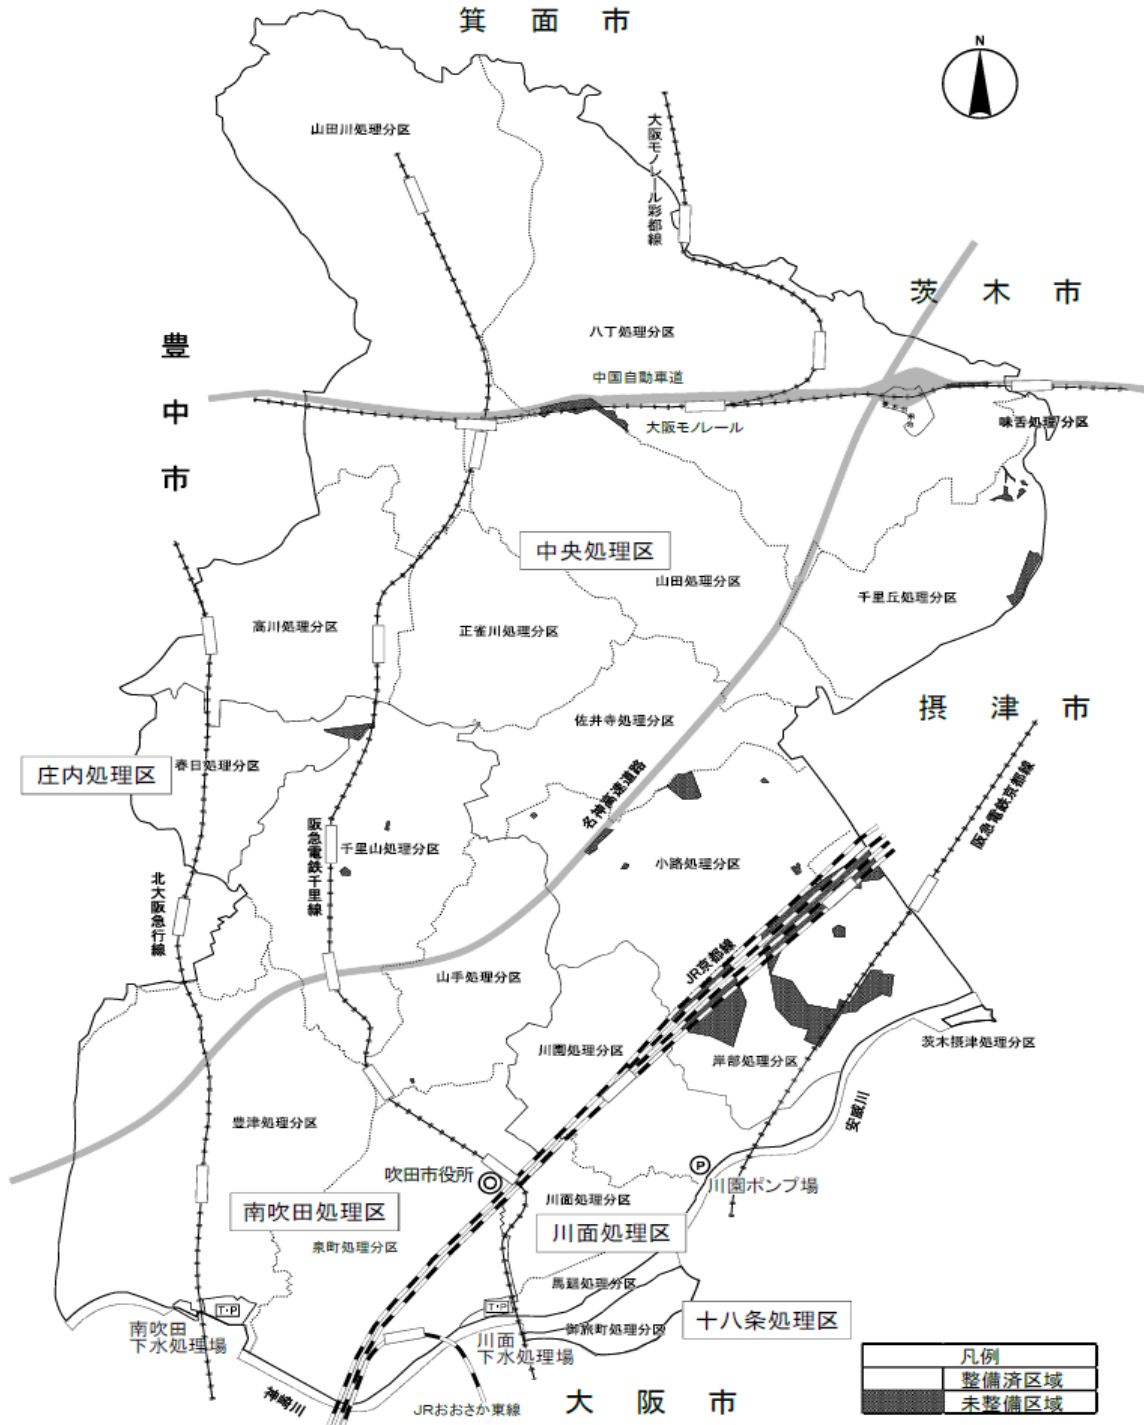 箕面市
N
山田川処理分区
大阪モノレール彩都線
茨木市
豊中市
八丁処理分区
中国自動車道
大阪モノレール
味舌処理分区
中央処理区
山田処理分区
千里丘処理分区
高川処理分区
正雀川処理分区
佐井寺処理分区
摂津市
庄内処理区
春日処理分区
名神高速道路
阪急電鉄京都線
阪急電鉄千里線
千里山処理分区
小路処理分区
北大阪急行線
JR京都線
山手処理分区
川園処理分区
岸部処理分区
茨木摂津処理分区
安威川
豊津処理分区
吹田市役所
P
川園ポンプ場
南吹田処理区
川面処理分区
川面処理区
泉町処理分区
馬廻処理分区
T・P
T・P
御旅町処理分区
十八条処理区
南吹田
下水処理場
川面
下水処理場
神崎川
JRおおさか東線
大阪市
凡例
整備済区域
未整備区域